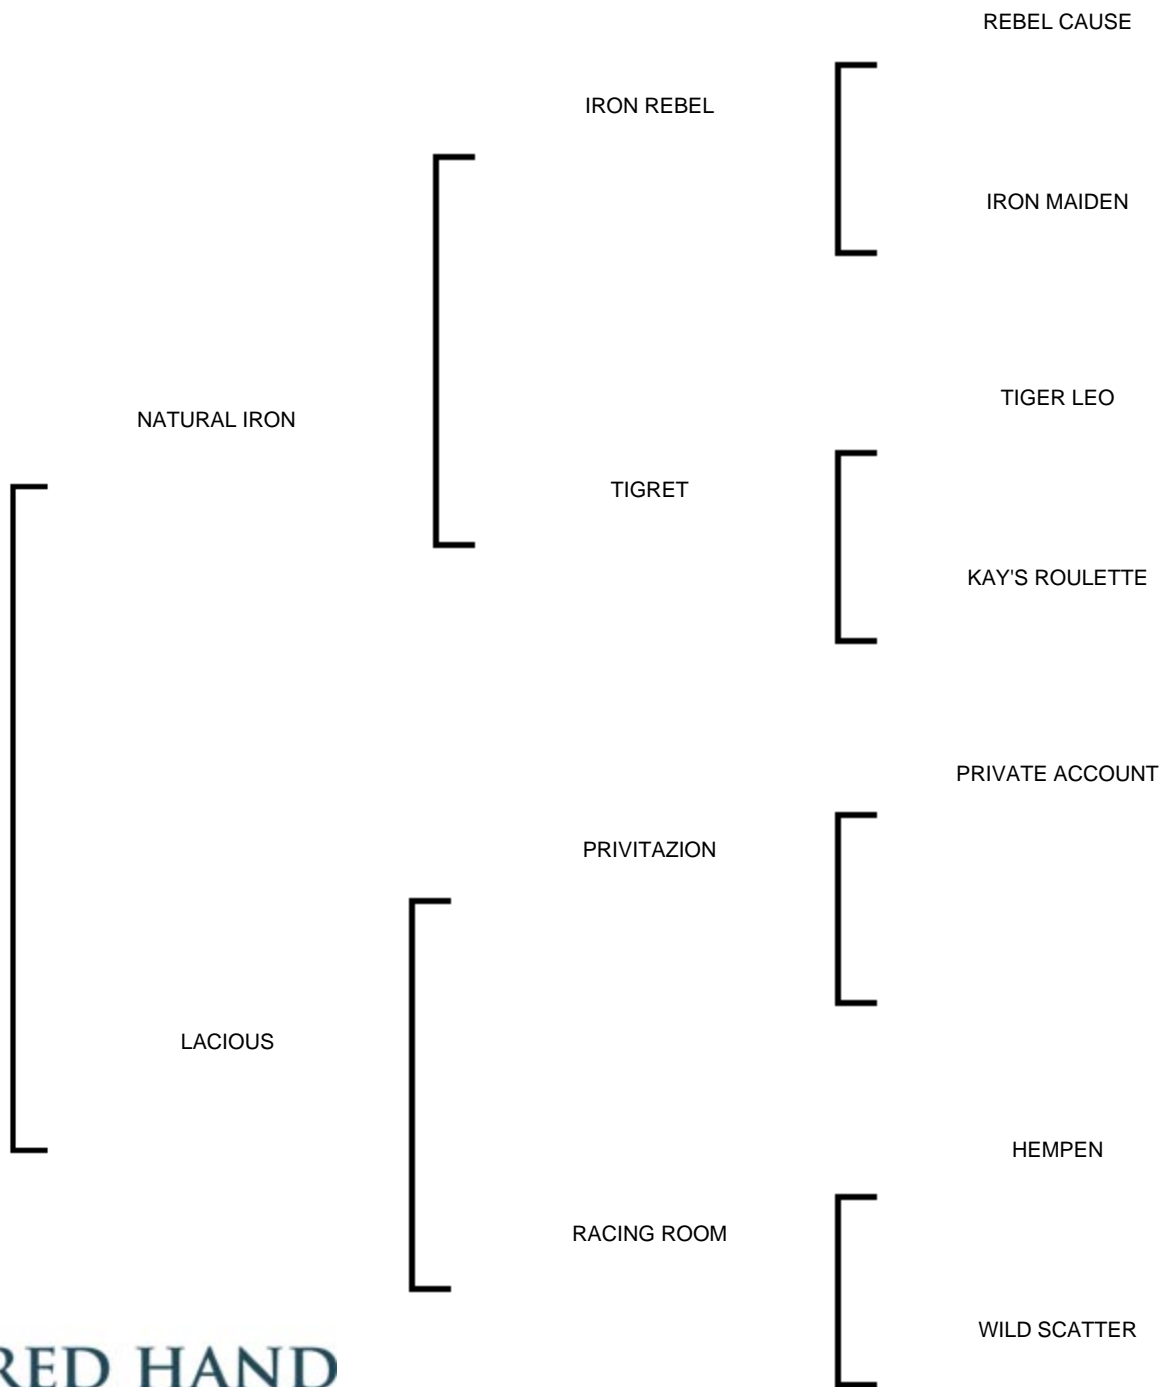 REBEL CAUSE
IRON REBEL
IRON MAIDEN
TIGER LEO
NATURAL IRON
TIGRET
KAY'S ROULETTE
PRIVATE ACCOUNT
PRIVITAZION
LACIOUS
HEMPEN
RACING ROOM
WILD SCATTER
RED HAND